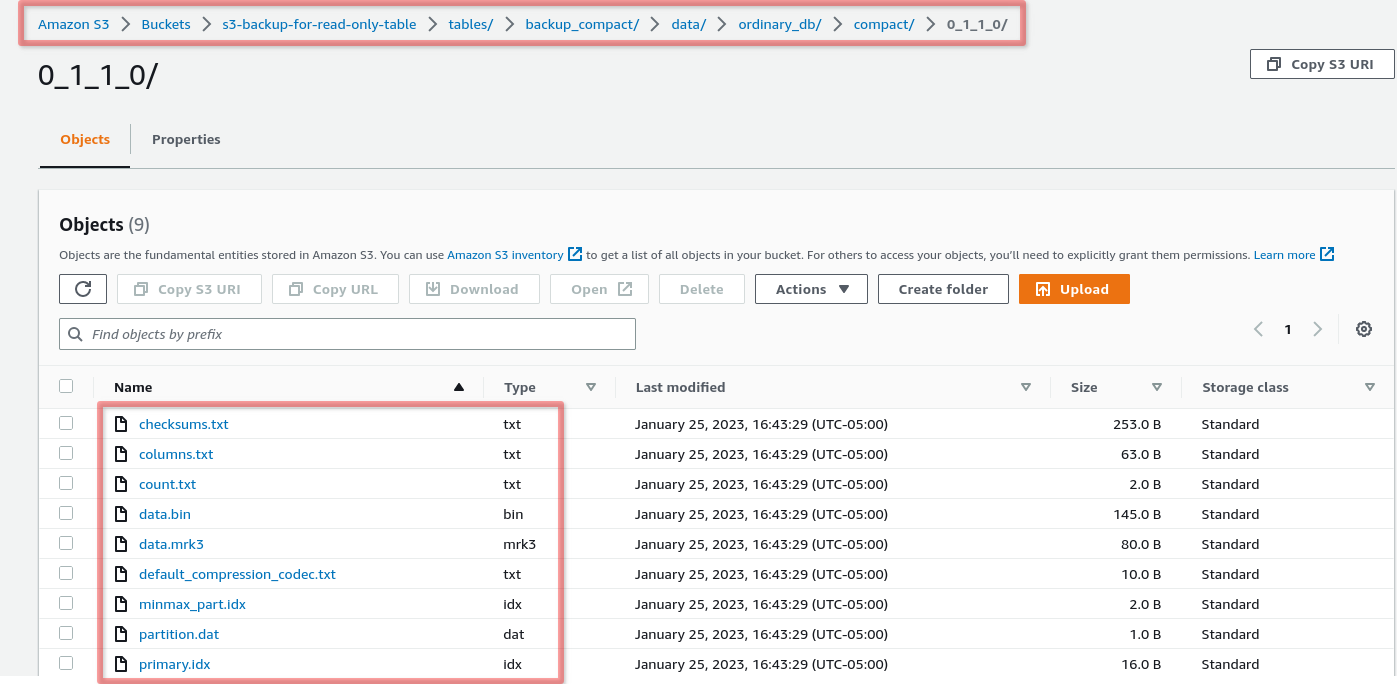 Amazon S3 > Buckets > s3-backup-for-read-only-table > tables/ > backup_compact/ > data/ > ordinary_db/ > compact/ > 0_1_1_0/
0_1_1_0/
Copy S3 URI
Objects Properties
Objects (9)
Objects are the fundamental entities stored in Amazon S3. You can use Amazon S3 inventory to get a list of all objects in your bucket. For others to access your objects, you'll need to explicitly grant them permissions. Learn more
Copy S3 URI Copy URL Download Open Delete Actions Create folder Upload
Find objects by prefix
1
Name Type Last modified Size Storage class
checksums.txt txt January 25, 2023, 16:43:29 (UTC-05:00) 253.0 B Standard
columns.txt txt January 25, 2023, 16:43:29 (UTC-05:00) 63.0 B Standard
count.txt txt January 25, 2023, 16:43:29 (UTC-05:00) 2.0 B Standard
data.bin bin January 25, 2023, 16:43:29 (UTC-05:00) 145.0 B Standard
data.mrk3 mrk3 January 25, 2023, 16:43:29 (UTC-05:00) 80.0 B Standard
default_compression_codec.txt txt January 25, 2023, 16:43:29 (UTC-05:00) 10.0 B Standard
minmax_part.idx idx January 25, 2023, 16:43:29 (UTC-05:00) 2.0 B Standard
partition.dat dat January 25, 2023, 16:43:29 (UTC-05:00) 1.0 B Standard
primary.idx idx January 25, 2023, 16:43:29 (UTC-05:00) 16.0 B Standard